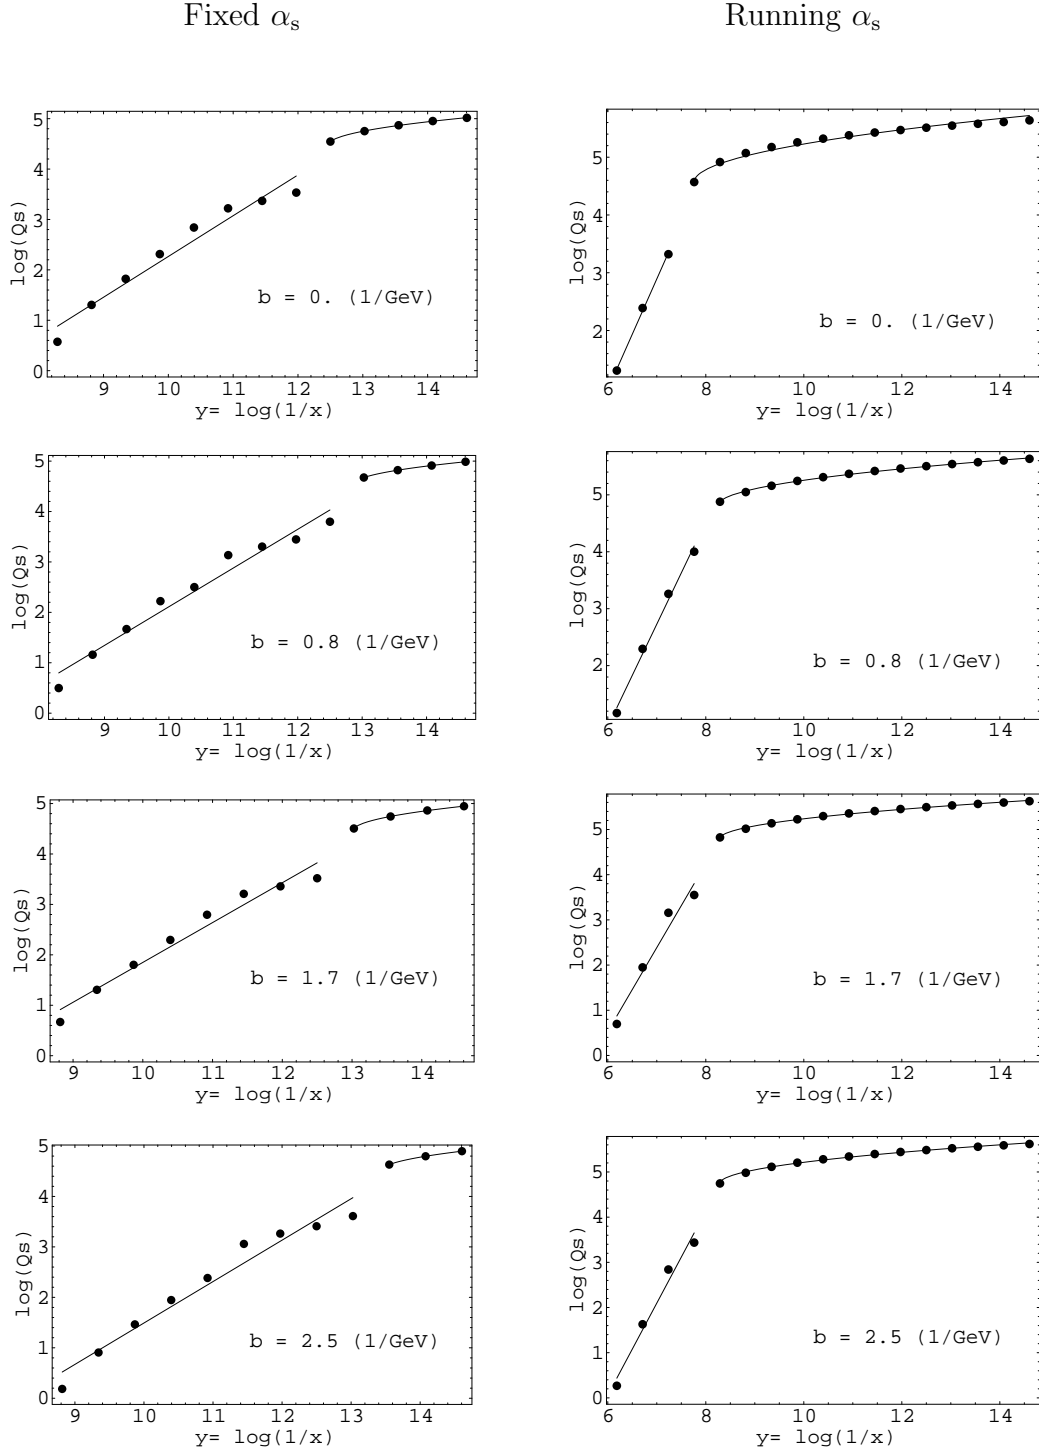 Fixed αs
Running αs
log(Qs)
5
4
3
2
1
0
b = 0. (1/GeV)
9 10 11 12 13 14
y= log(1/x)
log(Qs)
5
3
2
b = 0. (1/GeV)
6 8 10 12 14
y= log(1/x)
log(Qs)
5
4
3
2
1
0
b = 0.8 (1/GeV)
9 10 11 12 13 14
y= log(1/x)
log(Qs)
5
4
3
2
b = 0.8 (1/GeV)
6 8 10 12 14
y= log(1/x)
log(Qs)
5
4
3
2
1
0
b = 1.7 (1/GeV)
9 10 11 12 13 14
y= log(1/x)
log(Qs)
5
4
3
2
1
0
b = 1.7 (1/GeV)
6 8 10 12 14
y= log(1/x)
log(Qs)
5
4
3
2
1
0
b = 2.5 (1/GeV)
9 10 11 12 13 14
y= log(1/x)
log(Qs)
5
4
3
2
1
0
b = 2.5 (1/GeV)
6 8 10 12 14
y= log(1/x)